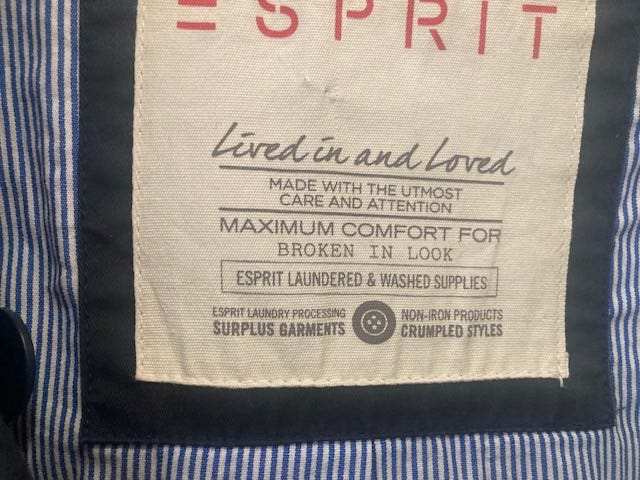 ESPRIT
Lived in and Loved
MADE WITH THE UTMOST
CARE AND ATTENTION
MAXIMUM COMFORT FOR
BROKEN IN LOOK
ESPRIT LAUNDERED & WASHED SUPPLIES
ESPRIT LAUNDRY PROCESSING
SURPLUS GARMENTS
NON-IRON PRODUCTS
CRUMPLED STYLES